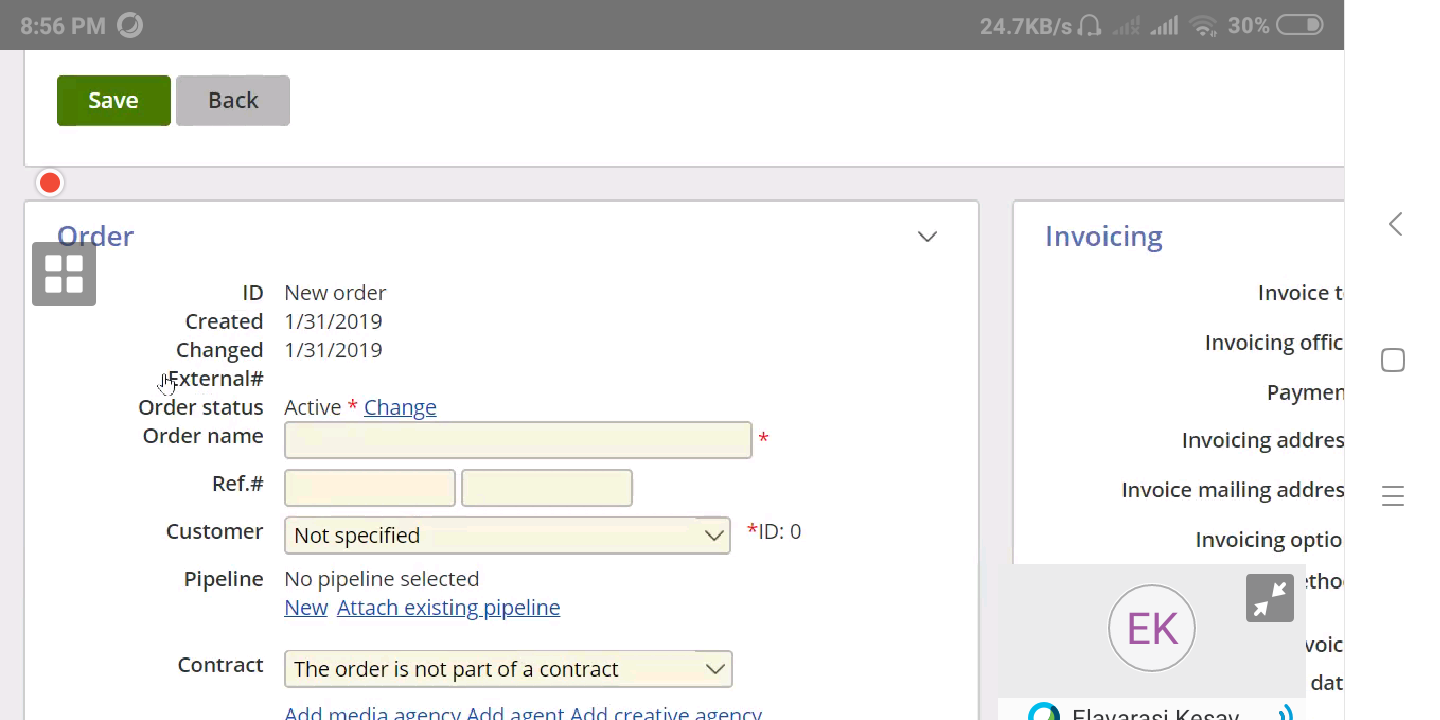 8:56 PM 24.7KB/s 30%
Save Back
Order
ID New order
Created 1/31/2019
Changed 1/31/2019
External#
Order status Active * Change
Order name *
Ref.#
Customer Not specified *ID: 0
Pipeline No pipeline selected
New Attach existing pipeline
Contract The order is not part of a contract
Add media agency Add agent Add creative agency
Invoicing
Invoice t
Invoicing offic
Paymen
Invoicing addres
Invoice mailing addres
Invoicing optio
etho
voic
dat
EK
Elavarasi Kesav